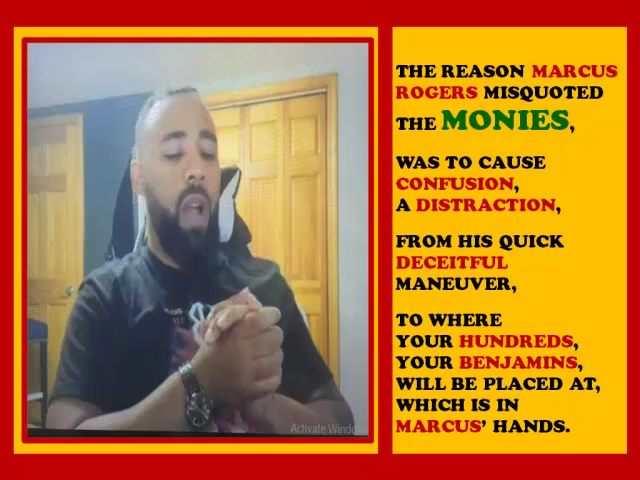 THE REASON MARCUS
ROGERS MISQUOTED
THE MONIES,
WAS TO CAUSE
CONFUSION,
A DISTRACTION,
FROM HIS QUICK
DECEITFUL
MANEUVER,
TO WHERE
YOUR HUNDREDS,
YOUR BENJAMINS,
WILL BE PLACED AT,
WHICH IS IN
MARCUS' HANDS.
Activate Windo